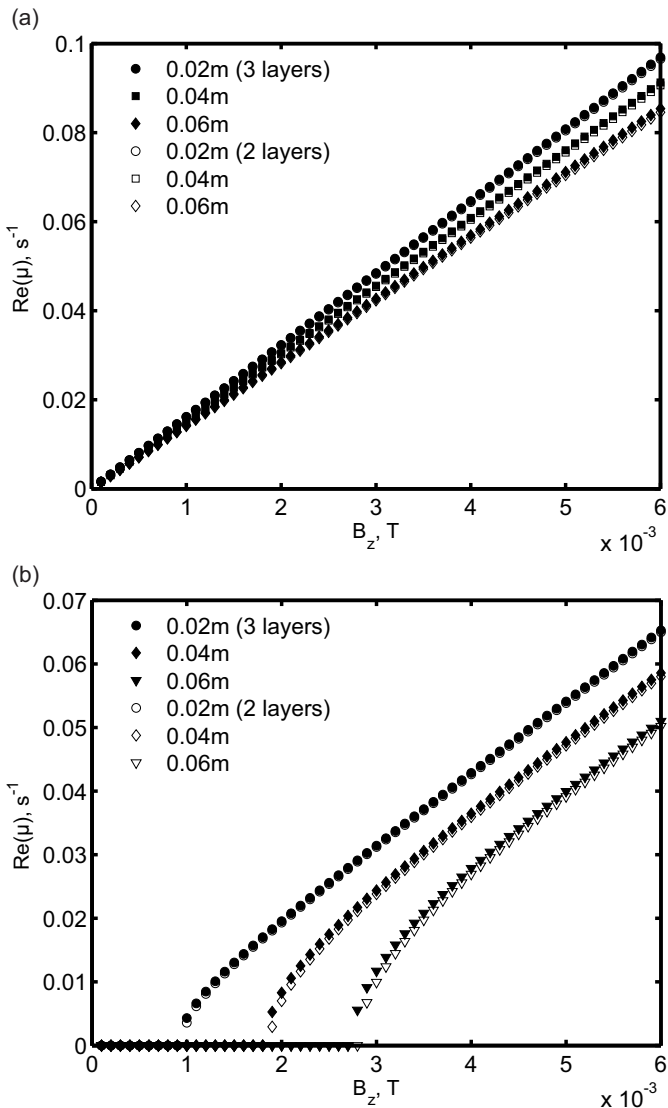 (a)
0.1
0.02m (3 layers)
0.04m
0.08
0.06m
0.02m (2 layers)
0.04m
0.06m
0.06
Re(μ), s⁻¹
0.04
0.02
0
0 1 2 3 4 5 6
B_z, T
x 10⁻³
(b)
0.07
0.02m (3 layers)
0.04m
0.06
0.06m
0.02m (2 layers)
0.04m
0.05
0.06m
0.04
Re(μ), s⁻¹
0.03
0.02
0.01
0
0 1 2 3 4 5 6
B_z, T
x 10⁻³